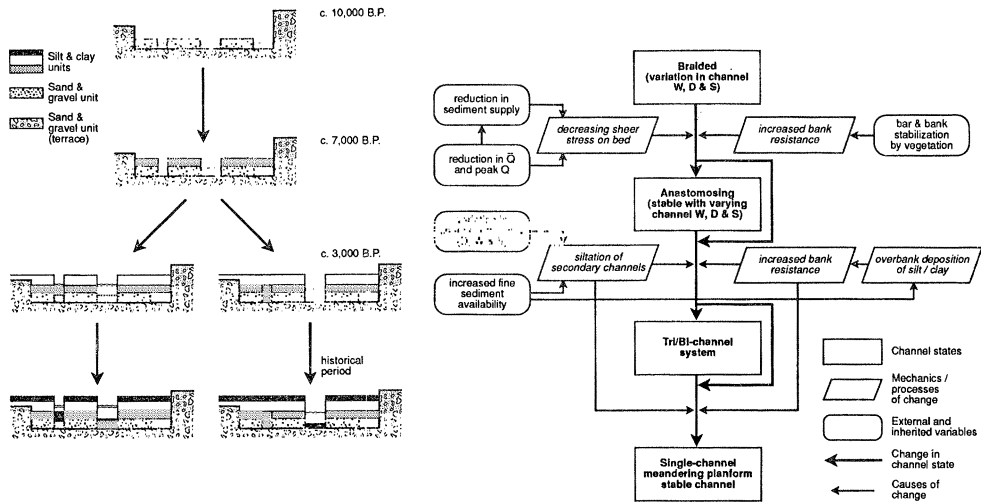 c. 10,000 B.P.
Silt & clay
units
Sand &
gravel unit
Sand &
gravel unit
(terrace)
c. 7,000 B.P.
c. 3,000 B.P.
historical
period
Braided
(variation in channel
W, D & S)
reduction in
sediment supply
decreasing sheer
stress on bed
increased bank
resistance
bar & bank
stabilization
by vegetation
reduction in Q̄
and peak Q
Anastomosing
(stable with varying
channel W, D & S)
siltation of
secondary channels
increased bank
resistance
overbank deposition
of silt / clay
increased fine
sediment
availability
Tri/Bi-channel
system
Single-channel
meandering planform
stable channel
Channel states
Mechanics /
processes
of change
External and
inherited variables
Change in
channel state
Causes of
change